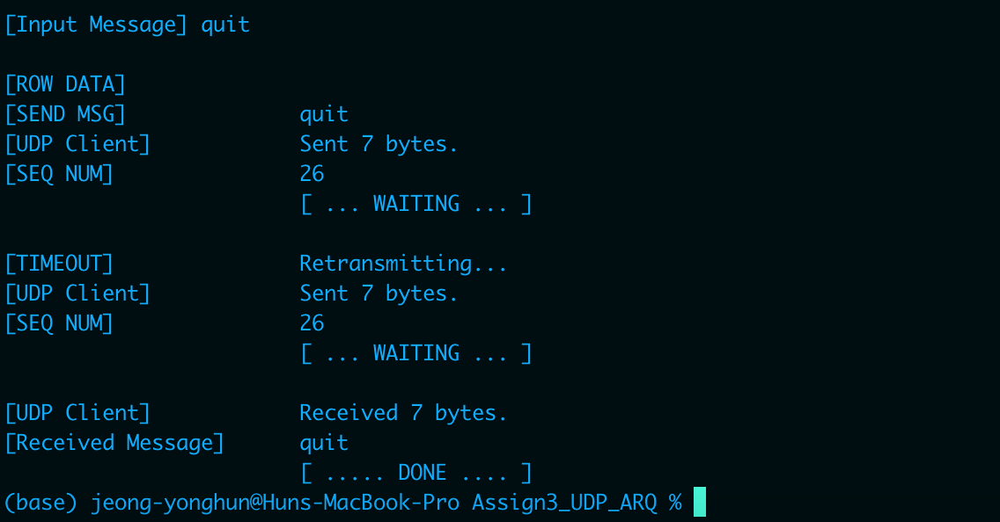 [Input Message] quit
[ROW DATA]
[SEND MSG] quit
[UDP Client] Sent 7 bytes.
[SEQ NUM] 26
[ ... WAITING ... ]
[TIMEOUT] Retransmitting...
[UDP Client] Sent 7 bytes.
[SEQ NUM] 26
[ ... WAITING ... ]
[UDP Client] Received 7 bytes.
[Received Message] quit
[ ..... DONE .... ]
(base) jeong-yonghun@Huns-MacBook-Pro Assign3_UDP_ARQ %